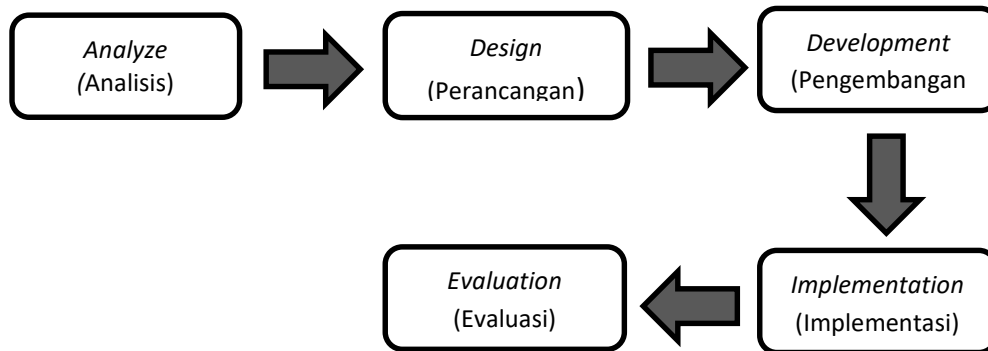 Analyze
(Analisis)
Design
(Perancangan)
Development
(Pengembangan
Implementation
(Implementasi)
Evaluation
(Evaluasi)